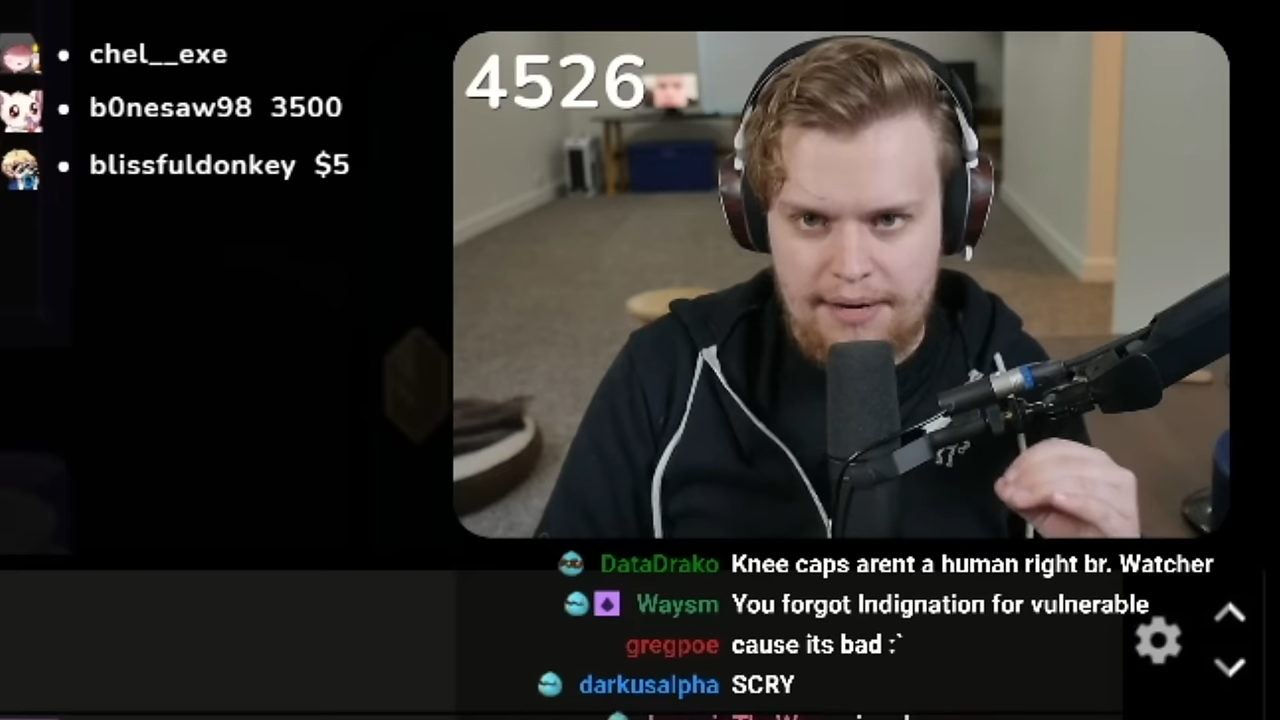 chel__exe
b0nesaw98 3500
blissfuldonkey $5
4526
DataDrako Knee caps arent a human right br. Watcher
Waysm You forgot Indignation for vulnerable
gregpoe cause its bad :`
darkusalpha SCRY